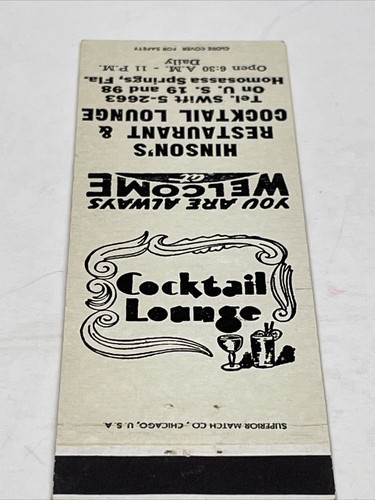 Cocktail
Lounge
SUPERIOR MATCH CO., CHICAGO, U.S.A
YOU ARE ALWAYS
WELCOME
at
HINSON'S
RESTAURANT &
COCKTAIL LOUNGE
Tel. SWift 5-2663
On U. S. 19 and 98
Homosassa Springs, Fla.
Open 6:30 A.M. - 11 P.M.
Daily
CLOSE COVER FOR SAFETY